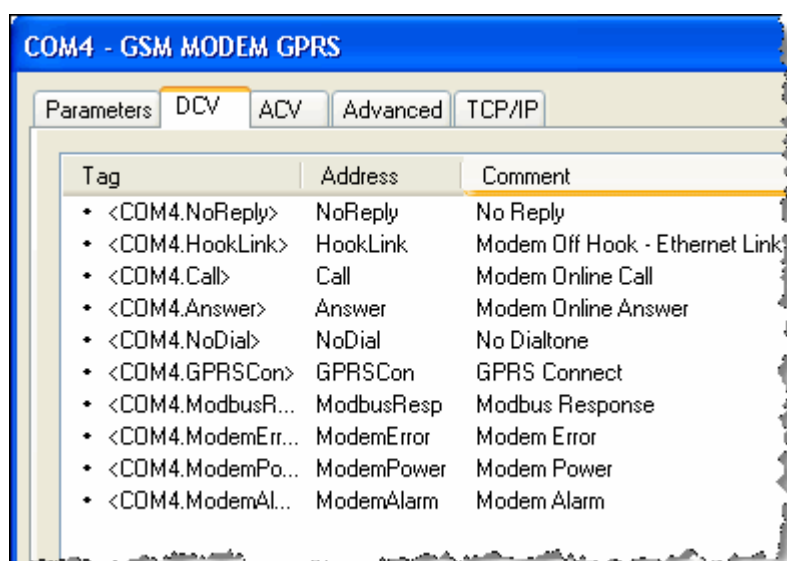 COM4 - GSM MODEM GPRS
Parameters DCV ACV Advanced TCP/IP
Tag Address Comment
• <COM4.NoReply> NoReply No Reply
• <COM4.HookLink> HookLink Modem Off Hook - Ethernet Link
• <COM4.Call> Call Modem Online Call
• <COM4.Answer> Answer Modem Online Answer
• <COM4.NoDial> NoDial No Dialtone
• <COM4.GPRSCon> GPRSCon GPRS Connect
• <COM4.ModbusR... ModbusResp Modbus Response
• <COM4.ModemErr... ModemError Modem Error
• <COM4.ModemPo... ModemPower Modem Power
• <COM4.ModemAl... ModemAlarm Modem Alarm